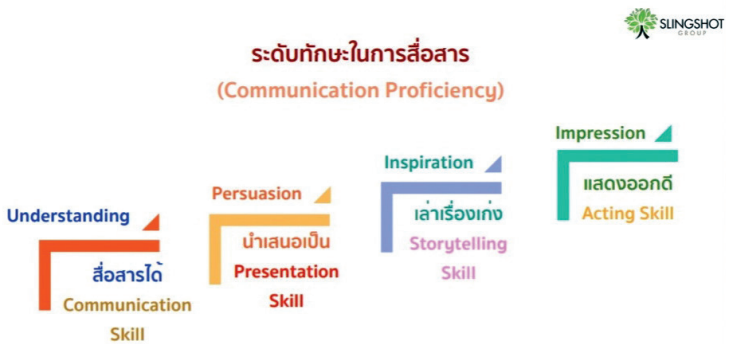 SLINGSHOT
GROUP
ระดับทักษะในการสื่อสาร
(Communication Proficiency)
Understanding
สื่อสารได้
Communication
Skill
Persuasion
นำเสนอเป็น
Presentation
Skill
Inspiration
เล่าเรื่องเก่ง
Storytelling
Skill
Impression
แสดงออกดี
Acting Skill